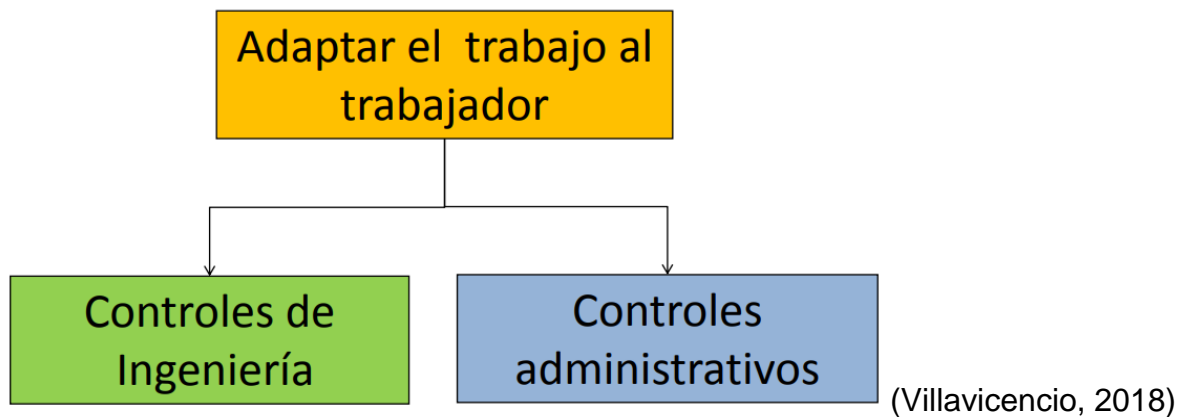 Adaptar el trabajo al
trabajador
Controles de
Ingeniería
Controles
administrativos
(Villavicencio, 2018)